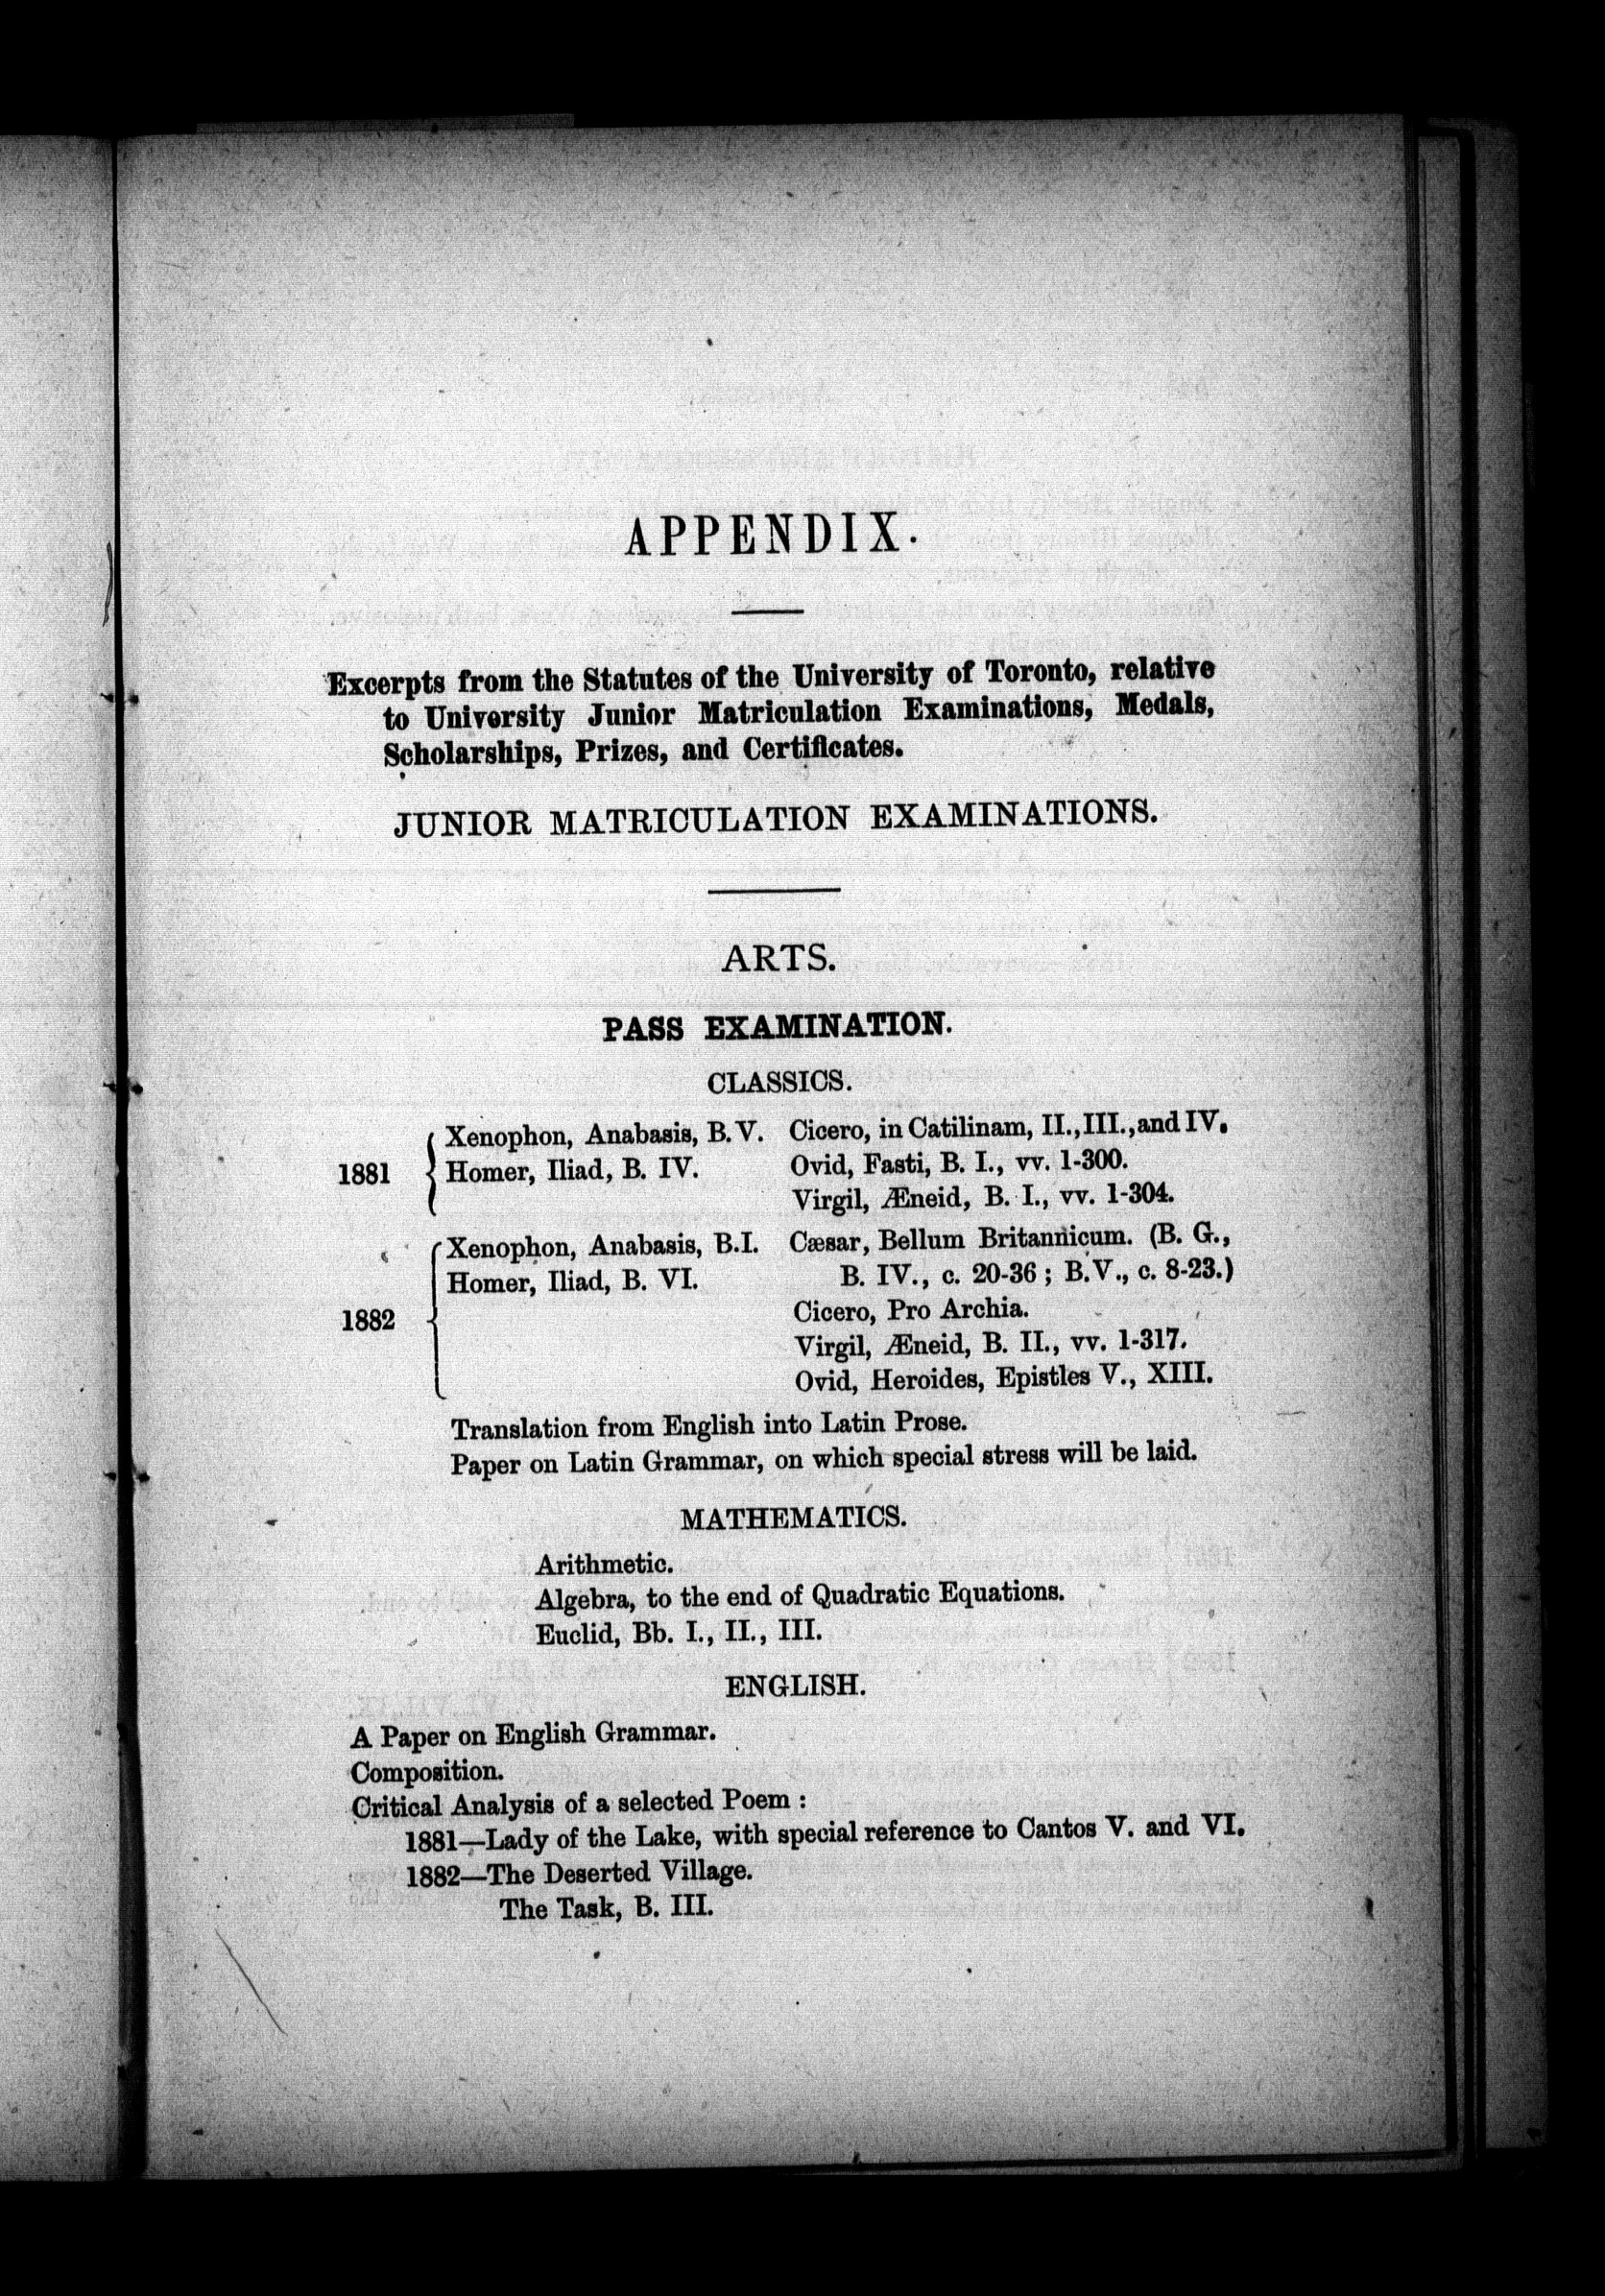 APPENDIX.
Excerpts from the Statutes of the University of Toronto, relative
to University Junior Matriculation Examinations, Medals,
Scholarships, Prizes, and Certificates.
JUNIOR MATRICULATION EXAMINATIONS.
ARTS.
PASS EXAMINATION.
CLASSICS.
1881 { Xenophon, Anabasis, B. V. Cicero, in Catilinam, II., III., and IV.
Homer, Iliad, B. IV. Ovid, Fasti, B. I., vv. 1-300.
Virgil, Æneid, B. I., vv. 1-304.
1882 { Xenophon, Anabasis, B.I. Cæsar, Bellum Britannicum. (B. G.,
Homer, Iliad, B. VI. B. IV., c. 20-36 ; B.V., c. 8-23.)
Cicero, Pro Archia.
Virgil, Æneid, B. II., vv. 1-317.
Ovid, Heroides, Epistles V., XIII.
Translation from English into Latin Prose.
Paper on Latin Grammar, on which special stress will be laid.
MATHEMATICS.
Arithmetic.
Algebra, to the end of Quadratic Equations.
Euclid, Bb. I., II., III.
ENGLISH.
A Paper on English Grammar.
Composition.
Critical Analysis of a selected Poem :
1881—Lady of the Lake, with special reference to Cantos V. and VI.
1882—The Deserted Village.
The Task, B. III.